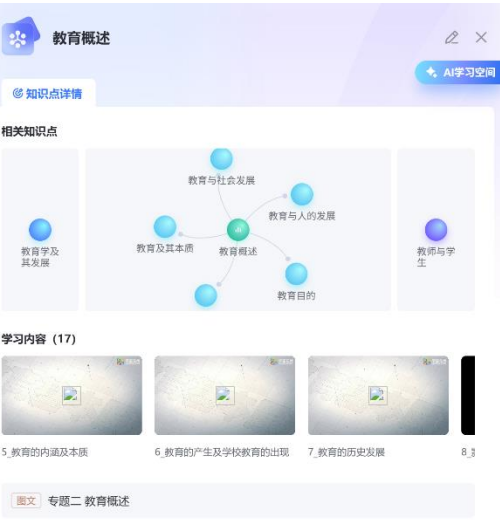 教育概述
AI学习空间
知识点详情
相关知识点
教育与社会发展
教育与人的发展
教育及其本质
教育概述
教育目的
教育学及
其发展
教师与学
生
学习内容（17）
5_教育的内涵及本质
6_教育的产生及学校教育的出现
7_教育的历史发展
8_
图文 专题二 教育概述